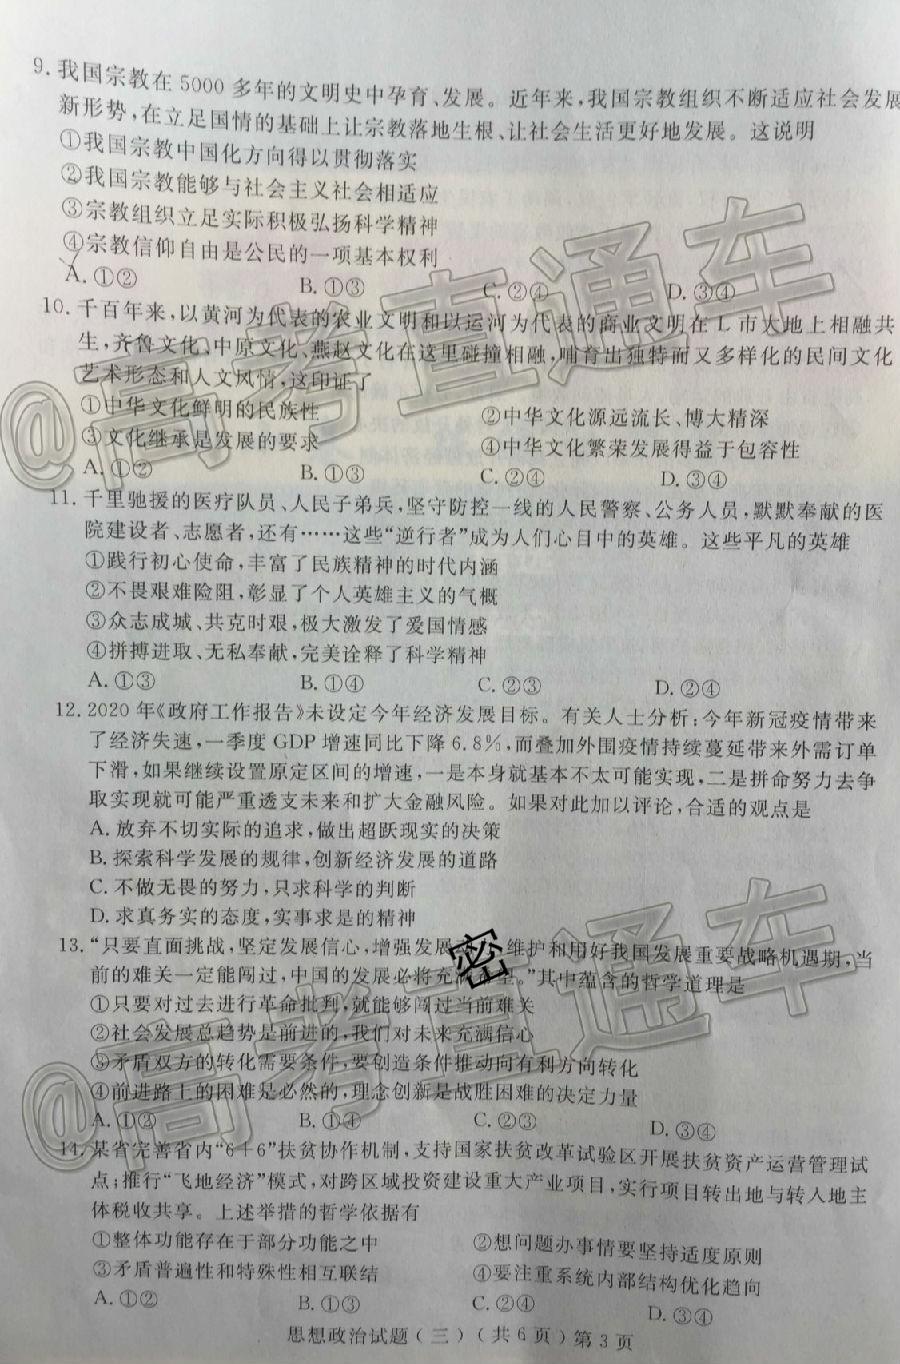 9. 我国宗教在5000多年的文明史中孕育、发展。近年来,我国宗教组织不断适应社会发展
新形势,在立足国情的基础上让宗教落地生根、让社会生活更好地发展。这说明
①我国宗教中国化方向得以贯彻落实
②我国宗教能够与社会主义社会相适应
③宗教组织立足实际积极弘扬科学精神
④宗教信仰自由是公民的一项基本权利
A. ①② B. ①③ C. ②④ D. ③④
10. 千百年来,以黄河为代表的农业文明和以运河为代表的商业文明在L市大地上相融共
生,齐鲁文化、中原文化、燕赵文化在这里碰撞相融,哺育出独特而又多样化的民间文化
艺术形态和人文风情,这印证了
①中华文化鲜明的民族性 ②中华文化源远流长、博大精深
③文化继承是发展的要求 ④中华文化繁荣发展得益于包容性
A. ①② B. ①③ C. ②④ D. ③④
11. 千里驰援的医疗队员、人民子弟兵,坚守防控一线的人民警察、公务人员,默默奉献的医
院建设者、志愿者,还有……这些“逆行者”成为人们心目中的英雄。这些平凡的英雄
①践行初心使命,丰富了民族精神的时代内涵
②不畏艰难险阻,彰显了个人英雄主义的气概
③众志成城、共克时艰,极大激发了爱国情感
④拼搏进取、无私奉献,完美诠释了科学精神
A. ①③ B. ①④ C. ②③ D. ②④
12. 2020年《政府工作报告》未设定今年经济发展目标。有关人士分析:今年新冠疫情带来
了经济失速,一季度GDP增速同比下降6.8%,而叠加外围疫情持续蔓延带来外需订单
下滑,如果继续设置原定区间的增速,一是本身就基本不太可能实现,二是拼命努力去争
取实现就可能严重透支未来和扩大金融风险。如果对此加以评论,合适的观点是
A. 放弃不切实际的追求,做出超跃现实的决策
B. 探索科学发展的规律,创新经济发展的道路
C. 不做无畏的努力,只求科学的判断
D. 求真务实的态度,实事求是的精神
13. “只要直面挑战,坚定发展信心,增强发展 密 维护和用好我国发展重要战略机遇期,当
前的难关一定能闯过,中国的发展必将充满希望。”其中蕴含的哲学道理是
①只要对过去进行革命批判,就能够闯过当前难关
②社会发展总趋势是前进的,我们对未来充满信心
③矛盾双方的转化需要条件,要创造条件推动向有利方向转化
④前进路上的困难是必然的,理念创新是战胜困难的决定力量
A. ①② B. ①④ C. ②③ D. ③④
14. 某省完善省内“6+6”扶贫协作机制,支持国家扶贫改革试验区开展扶贫资产运营管理试
点;推行“飞地经济”模式,对跨区域投资建设重大产业项目,实行项目转出地与转入地主
体税收共享。上述举措的哲学依据有
①整体功能存在于部分功能之中 ②想问题办事情要坚持适度原则
③矛盾普遍性和特殊性相互联结 ④要注重系统内部结构优化趋向
A. ①② B. ①③ C. ②④ D. ③④
思想政治试题(三)(共6页)第3页
@高考直通车
@高考直通车